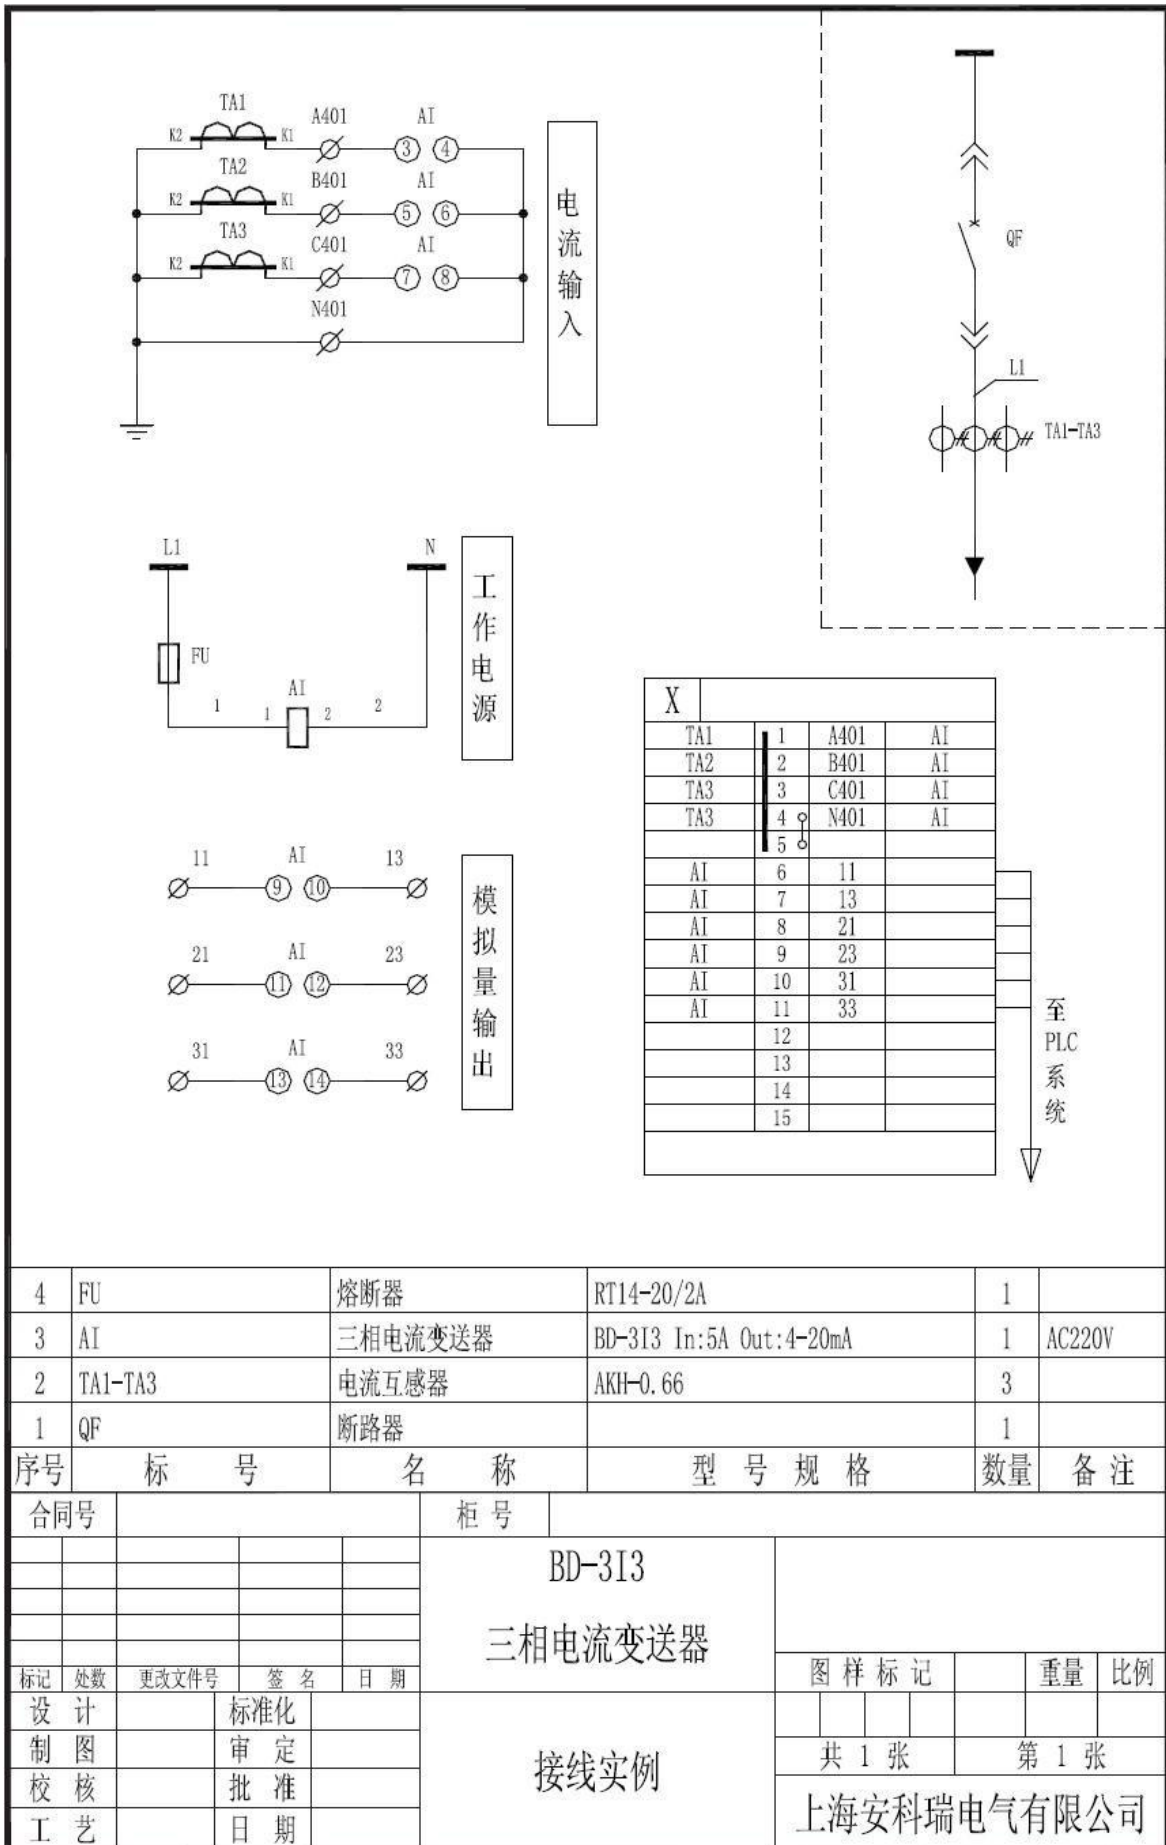 TA1
K2 K1 A401 AI
3 4
TA2
K2 K1 B401 AI
5 6
TA3
K2 K1 C401 AI
7 8
N401
电流输入
QF
L1
TA1-TA3
L1 N
FU
1 1 AI 2 2
工作电源
11 AI 13
9 10
21 AI 23
11 12
31 AI 33
13 14
模拟量输出
X
TA1 1 A401 AI
TA2 2 B401 AI
TA3 3 C401 AI
TA3 4 N401 AI
5
AI 6 11
AI 7 13
AI 8 21
AI 9 23
AI 10 31
AI 11 33
12
13
14
15
至
PLC
系
统
4 FU 熔断器 RT14-20/2A 1
3 AI 三相电流变送器 BD-3I3 In:5A Out:4-20mA 1 AC220V
2 TA1-TA3 电流互感器 AKH-0.66 3
1 QF 断路器 1
序号 标 号 名 称 型 号 规 格 数量 备 注
合同号 柜 号
BD-3I3
三相电流变送器
标记 处数 更改文件号 签 名 日 期
图 样 标 记 重量 比例
设 计 标准化
制 图 审 定
校 核 批 准
工 艺 日 期
接线实例
共 1 张 第 1 张
上海安科瑞电气有限公司